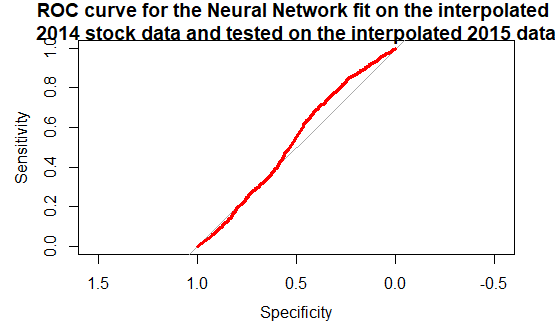 ROC curve for the Neural Network fit on the interpolated
2014 stock data and tested on the interpolated 2015 data
Sensitivity
1.0
0.8
0.6
0.4
0.2
0.0
1.5 1.0 0.5 0.0 -0.5
Specificity